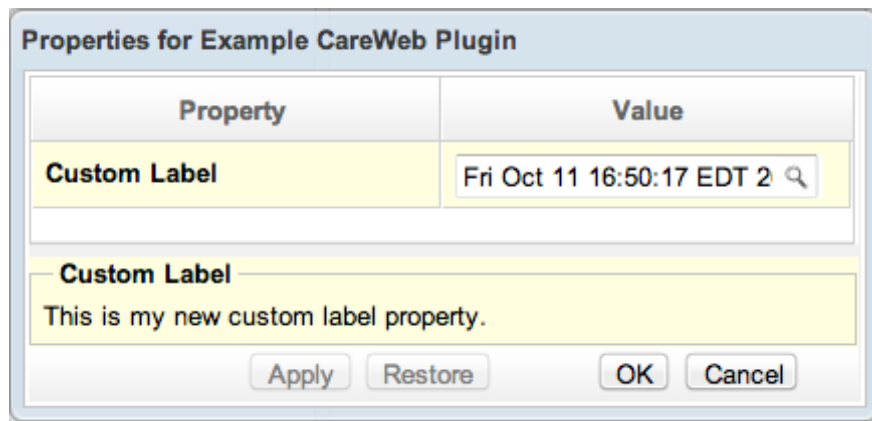 Properties for Example CareWeb Plugin
Property Value
Custom Label Fri Oct 11 16:50:17 EDT 2
Custom Label
This is my new custom label property.
Apply Restore OK Cancel